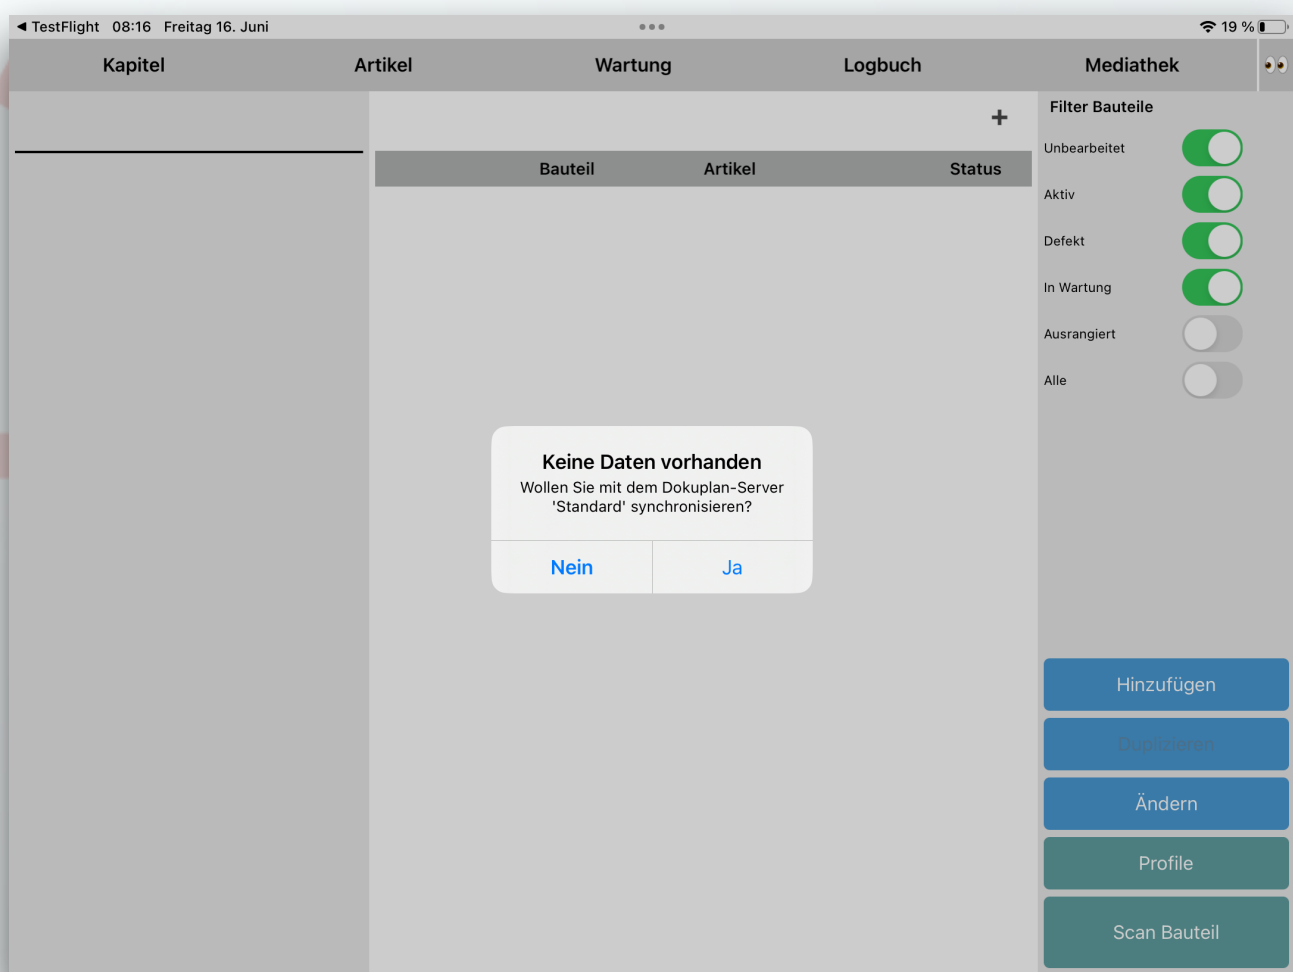 ◀ TestFlight 08:16 Freitag 16. Juni
19 %
Kapitel Artikel Wartung Logbuch Mediathek
Filter Bauteile
+
Unbearbeitet
Bauteil Artikel Status
Aktiv
Defekt
In Wartung
Ausrangiert
Alle
Keine Daten vorhanden
Wollen Sie mit dem Dokuplan-Server
'Standard' synchronisieren?
Nein Ja
Hinzufügen
Duplizieren
Ändern
Profile
Scan Bauteil